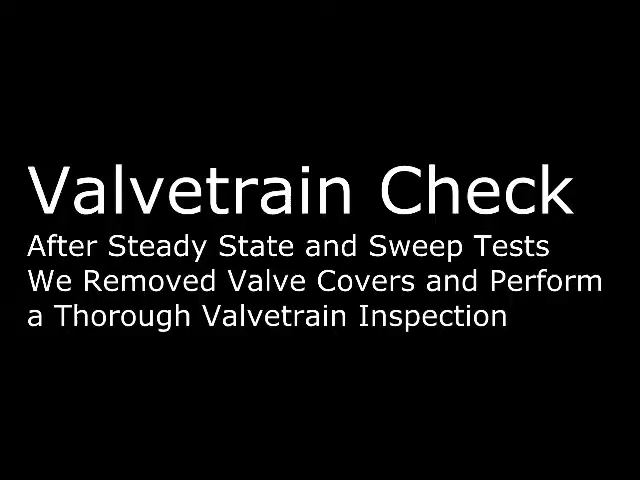 Valvetrain Check
After Steady State and Sweep Tests
We Removed Valve Covers and Perform
a Thorough Valvetrain Inspection